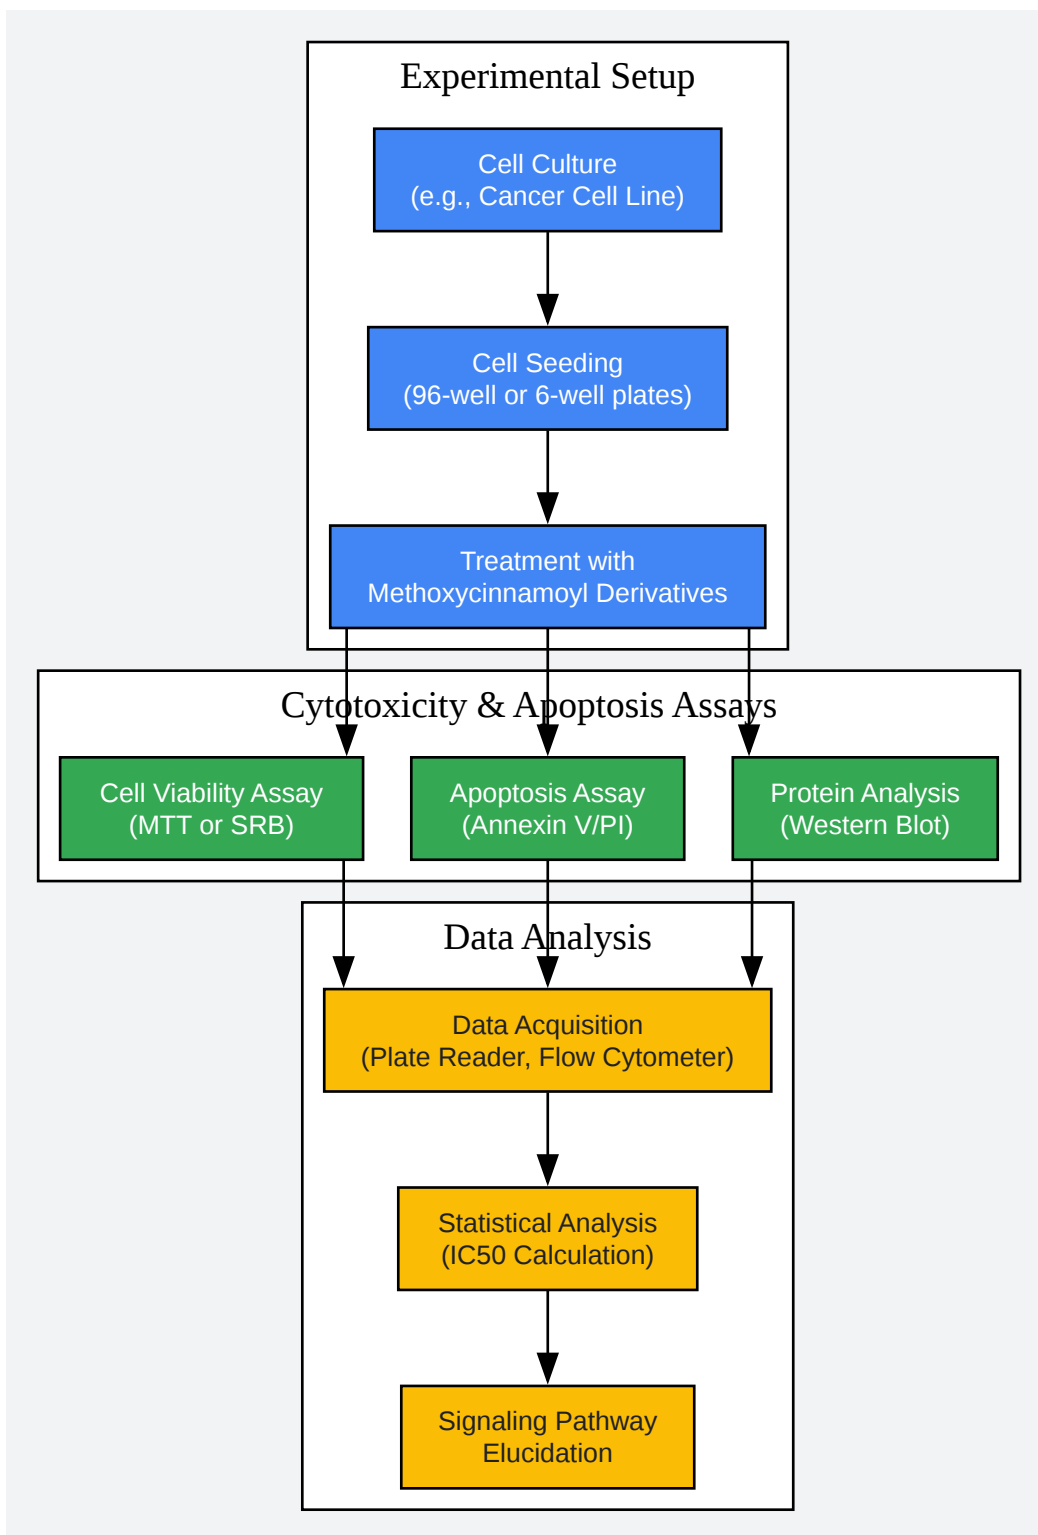 Experimental Setup
Cell Culture
(e.g., Cancer Cell Line)
Cell Seeding
(96-well or 6-well plates)
Treatment with
Methoxycinnamoyl Derivatives
Cytotoxicity & Apoptosis Assays
Cell Viability Assay
(MTT or SRB)
Apoptosis Assay
(Annexin V/PI)
Protein Analysis
(Western Blot)
Data Analysis
Data Acquisition
(Plate Reader, Flow Cytometer)
Statistical Analysis
(IC50 Calculation)
Signaling Pathway
Elucidation